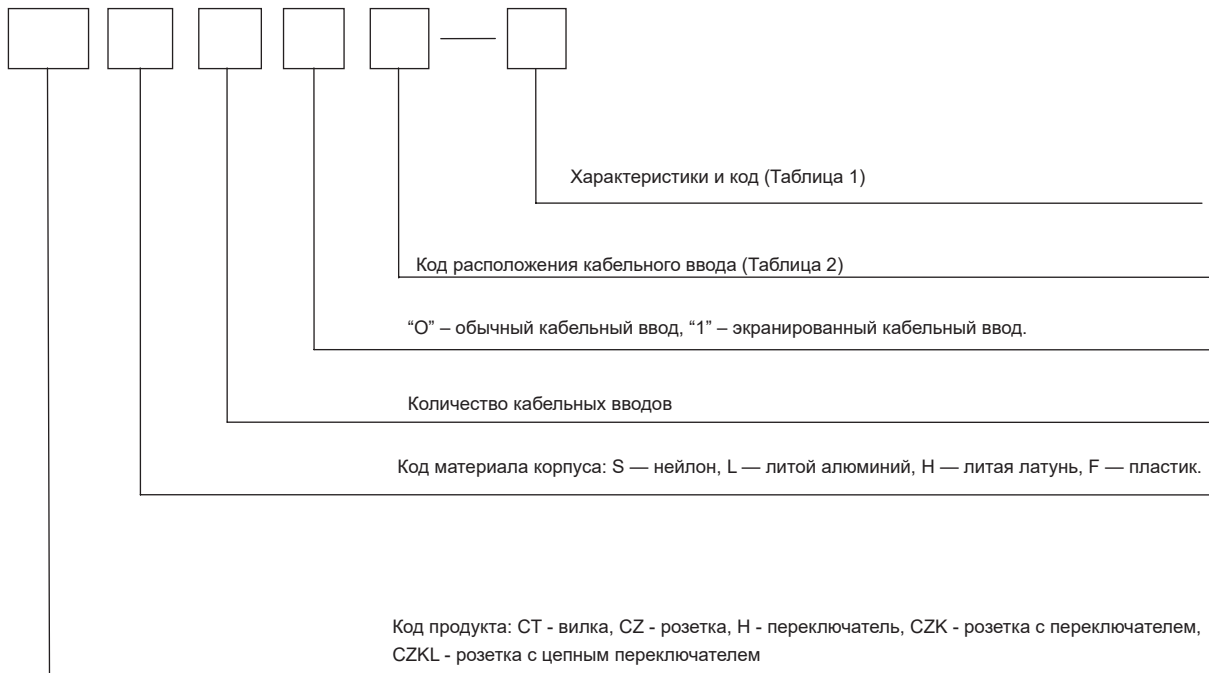 Характеристики и код (Таблица 1)
Код расположения кабельного ввода (Таблица 2)
“О” – обычный кабельный ввод, “1” – экранированный кабельный ввод.
Количество кабельных вводов
Код материала корпуса: S — нейлон, L — литой алюминий, H — литая латунь, F — пластик.
Код продукта: CT - вилка, CZ - розетка, H - переключатель, CZK - розетка с переключателем,
CZKL - розетка с цепным переключателем